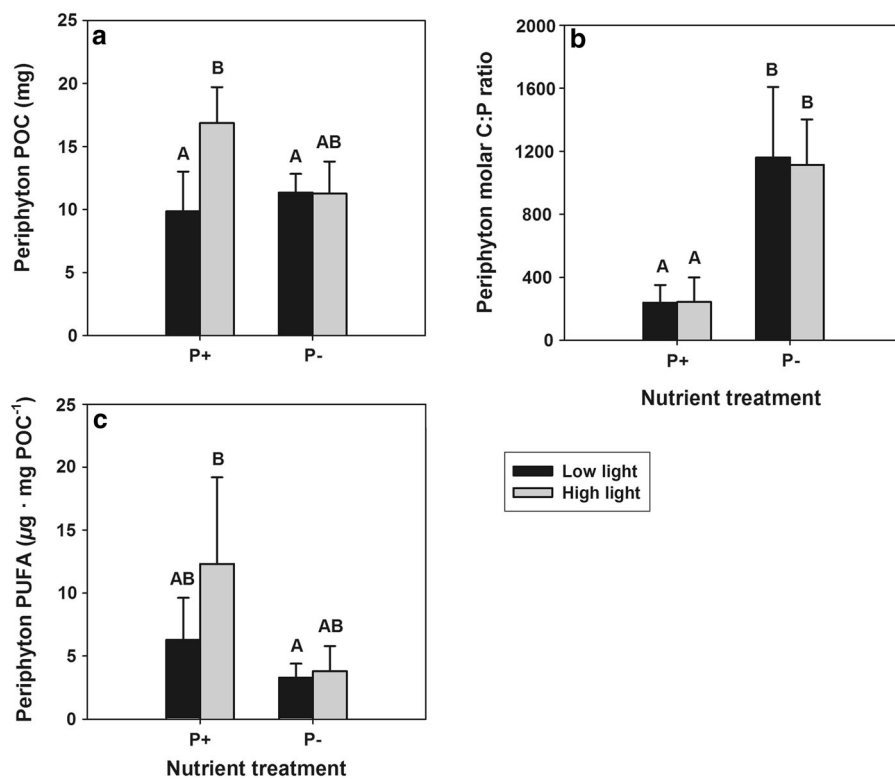 a
Periphyton POC (mg)
25
20
15
10
5
0
A
B
A
AB
P+
P-
b
Periphyton molar C:P ratio
2000
1600
1200
800
400
0
A
A
B
B
P+
P-
Nutrient treatment
c
Periphyton PUFA (µg · mg POC⁻¹)
25
20
15
10
5
0
AB
B
A
AB
P+
P-
Nutrient treatment
Low light
High light